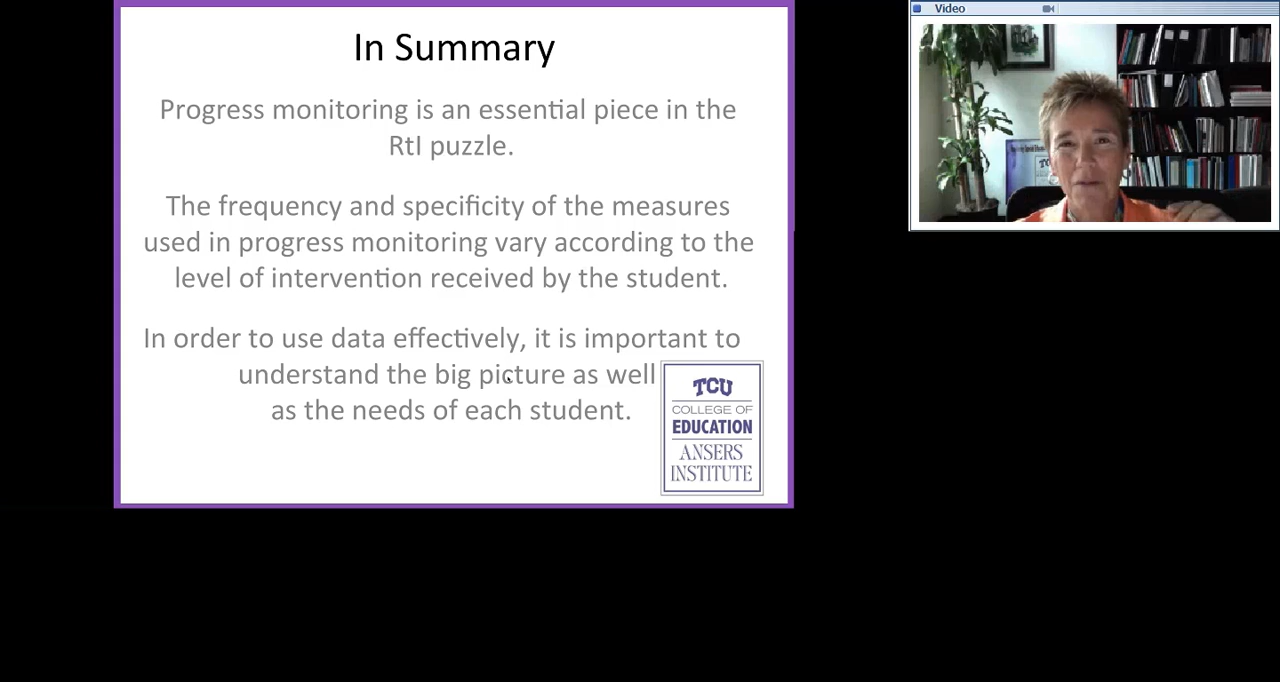 In Summary
Progress monitoring is an essential piece in the
RtI puzzle.
The frequency and specificity of the measures
used in progress monitoring vary according to the
level of intervention received by the student.
In order to use data effectively, it is important to
understand the big picture as well
as the needs of each student.
TCU
COLLEGE OF
EDUCATION
ANSERS
INSTITUTE
Video